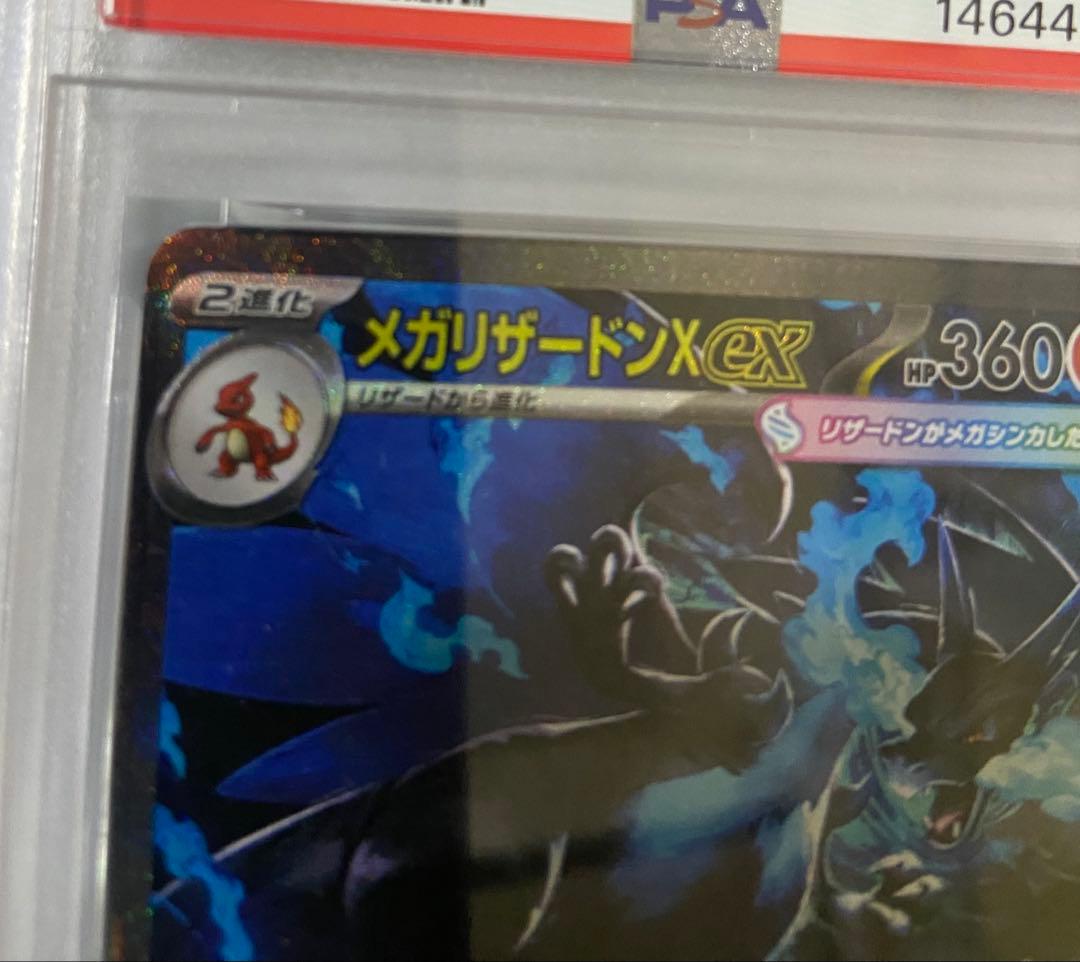 PSA
14644
2進化
メガリザードンXex
HP360
リザードから進化
リザードンがメガシンカした